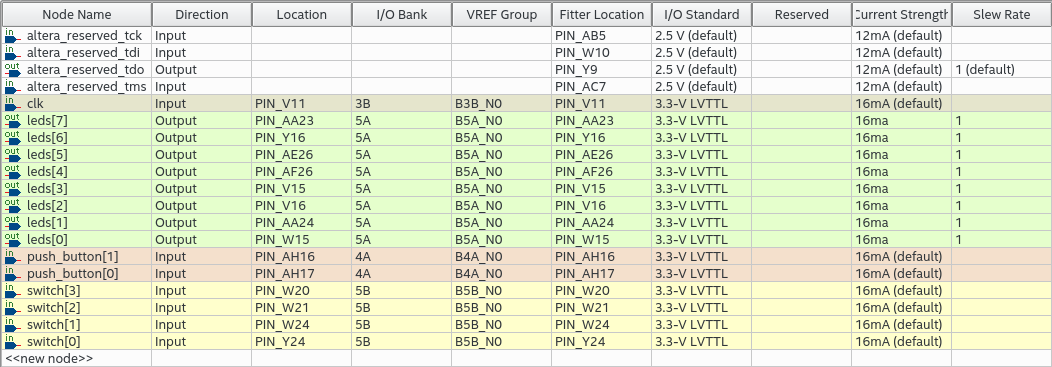 Node Name Direction Location I/O Bank VREF Group Fitter Location I/O Standard Reserved Current Strength Slew Rate
in altera_reserved_tck Input PIN_AB5 2.5 V (default) 12mA (default)
in altera_reserved_tdi Input PIN_W10 2.5 V (default) 12mA (default)
out altera_reserved_tdo Output PIN_Y9 2.5 V (default) 12mA (default) 1 (default)
in altera_reserved_tms Input PIN_AC7 2.5 V (default) 12mA (default)
in clk Input PIN_V11 3B B3B_N0 PIN_V11 3.3-V LVTTL 16mA (default)
out leds[7] Output PIN_AA23 5A B5A_N0 PIN_AA23 3.3-V LVTTL 16ma 1
out leds[6] Output PIN_Y16 5A B5A_N0 PIN_Y16 3.3-V LVTTL 16ma 1
out leds[5] Output PIN_AE26 5A B5A_N0 PIN_AE26 3.3-V LVTTL 16ma 1
out leds[4] Output PIN_AF26 5A B5A_N0 PIN_AF26 3.3-V LVTTL 16ma 1
out leds[3] Output PIN_V15 5A B5A_N0 PIN_V15 3.3-V LVTTL 16ma 1
out leds[2] Output PIN_V16 5A B5A_N0 PIN_V16 3.3-V LVTTL 16ma 1
out leds[1] Output PIN_AA24 5A B5A_N0 PIN_AA24 3.3-V LVTTL 16ma 1
out leds[0] Output PIN_W15 5A B5A_N0 PIN_W15 3.3-V LVTTL 16ma 1
in push_button[1] Input PIN_AH16 4A B4A_N0 PIN_AH16 3.3-V LVTTL 16mA (default)
in push_button[0] Input PIN_AH17 4A B4A_N0 PIN_AH17 3.3-V LVTTL 16mA (default)
in switch[3] Input PIN_W20 5B B5B_N0 PIN_W20 3.3-V LVTTL 16mA (default)
in switch[2] Input PIN_W21 5B B5B_N0 PIN_W21 3.3-V LVTTL 16mA (default)
in switch[1] Input PIN_W24 5B B5B_N0 PIN_W24 3.3-V LVTTL 16mA (default)
in switch[0] Input PIN_Y24 5B B5B_N0 PIN_Y24 3.3-V LVTTL 16mA (default)
<<new node>>